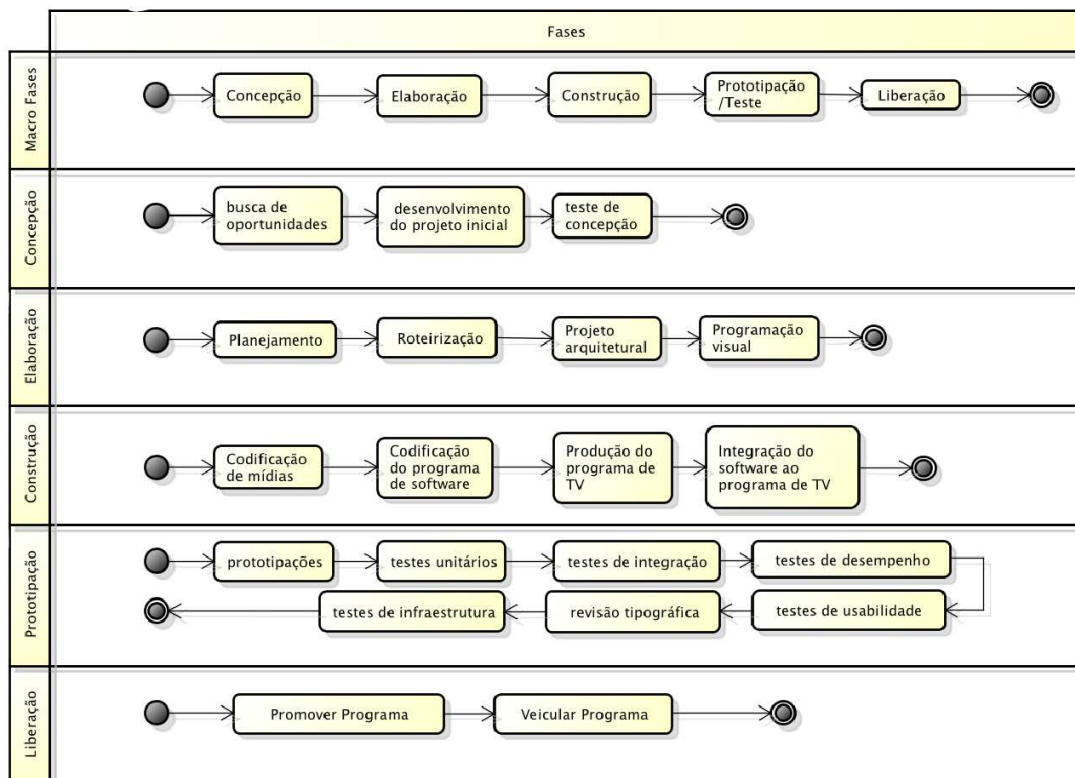 Fases
Macro Fases
Concepção
Elaboração
Construção
Prototipação
/Teste
Liberação
Concepção
busca de
oportunidades
desenvolvimento
do projeto inicial
teste de
concepção
Elaboração
Planejamento
Roteirização
Projeto
arquitetural
Programação
visual
Construção
Codificação
de mídias
Codificação
do programa
de software
Produção do
programa de
TV
Integração do
software ao
programa de TV
Prototipação
prototipações
testes unitários
testes de integração
testes de desempenho
testes de usabilidade
revisão tipográfica
testes de infraestrutura
Liberação
Promover Programa
Veicular Programa